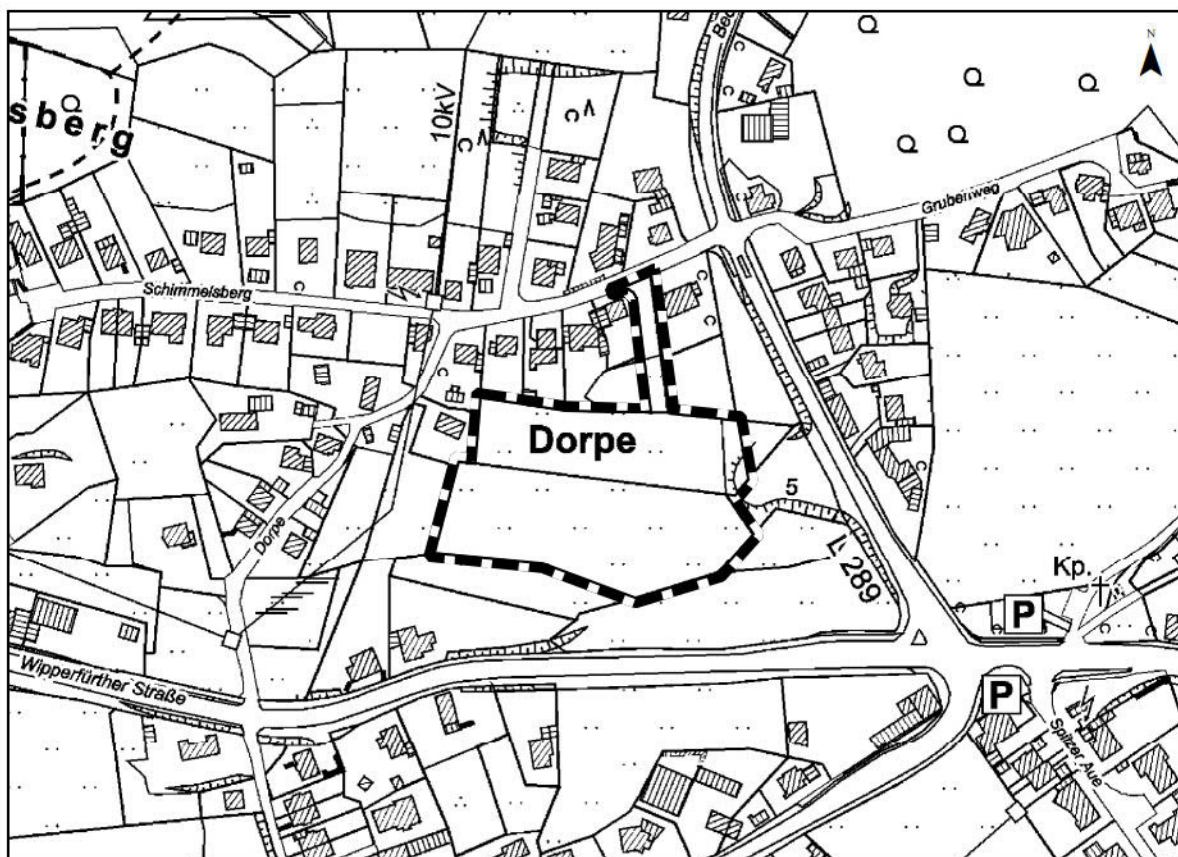 N
sberg
10kV
Grubenweg
Schimmelsberg
Dorpe
5
Dorpe
L 289
Kp.
P
Wipperfürther Straße
P
Spitzer Aue